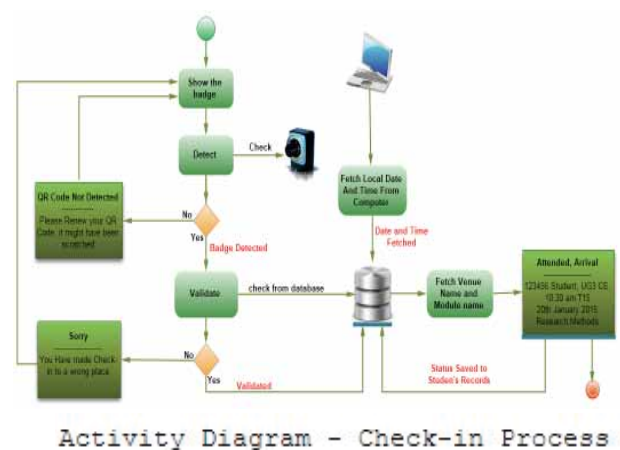 Show the
badge
Detect
Check
QR Code Not Detected
Please Renew your QR
Code, it might have been
scratched
No
Yes
Badge Detected
Fetch Local Date
And Time From
Computer
Date and Time
Fetched
Validate
check from database
Fetch Venue
Name and
Module name
Attended, Arrival
123456 Student, UG3 CE
10:30 am T15
20th January 2015
Research Methods
Sorry
You Have made Check-
in to a wrong place
No
Yes
Validated
Status Saved to
Studen's Records
Activity Diagram - Check-in Process